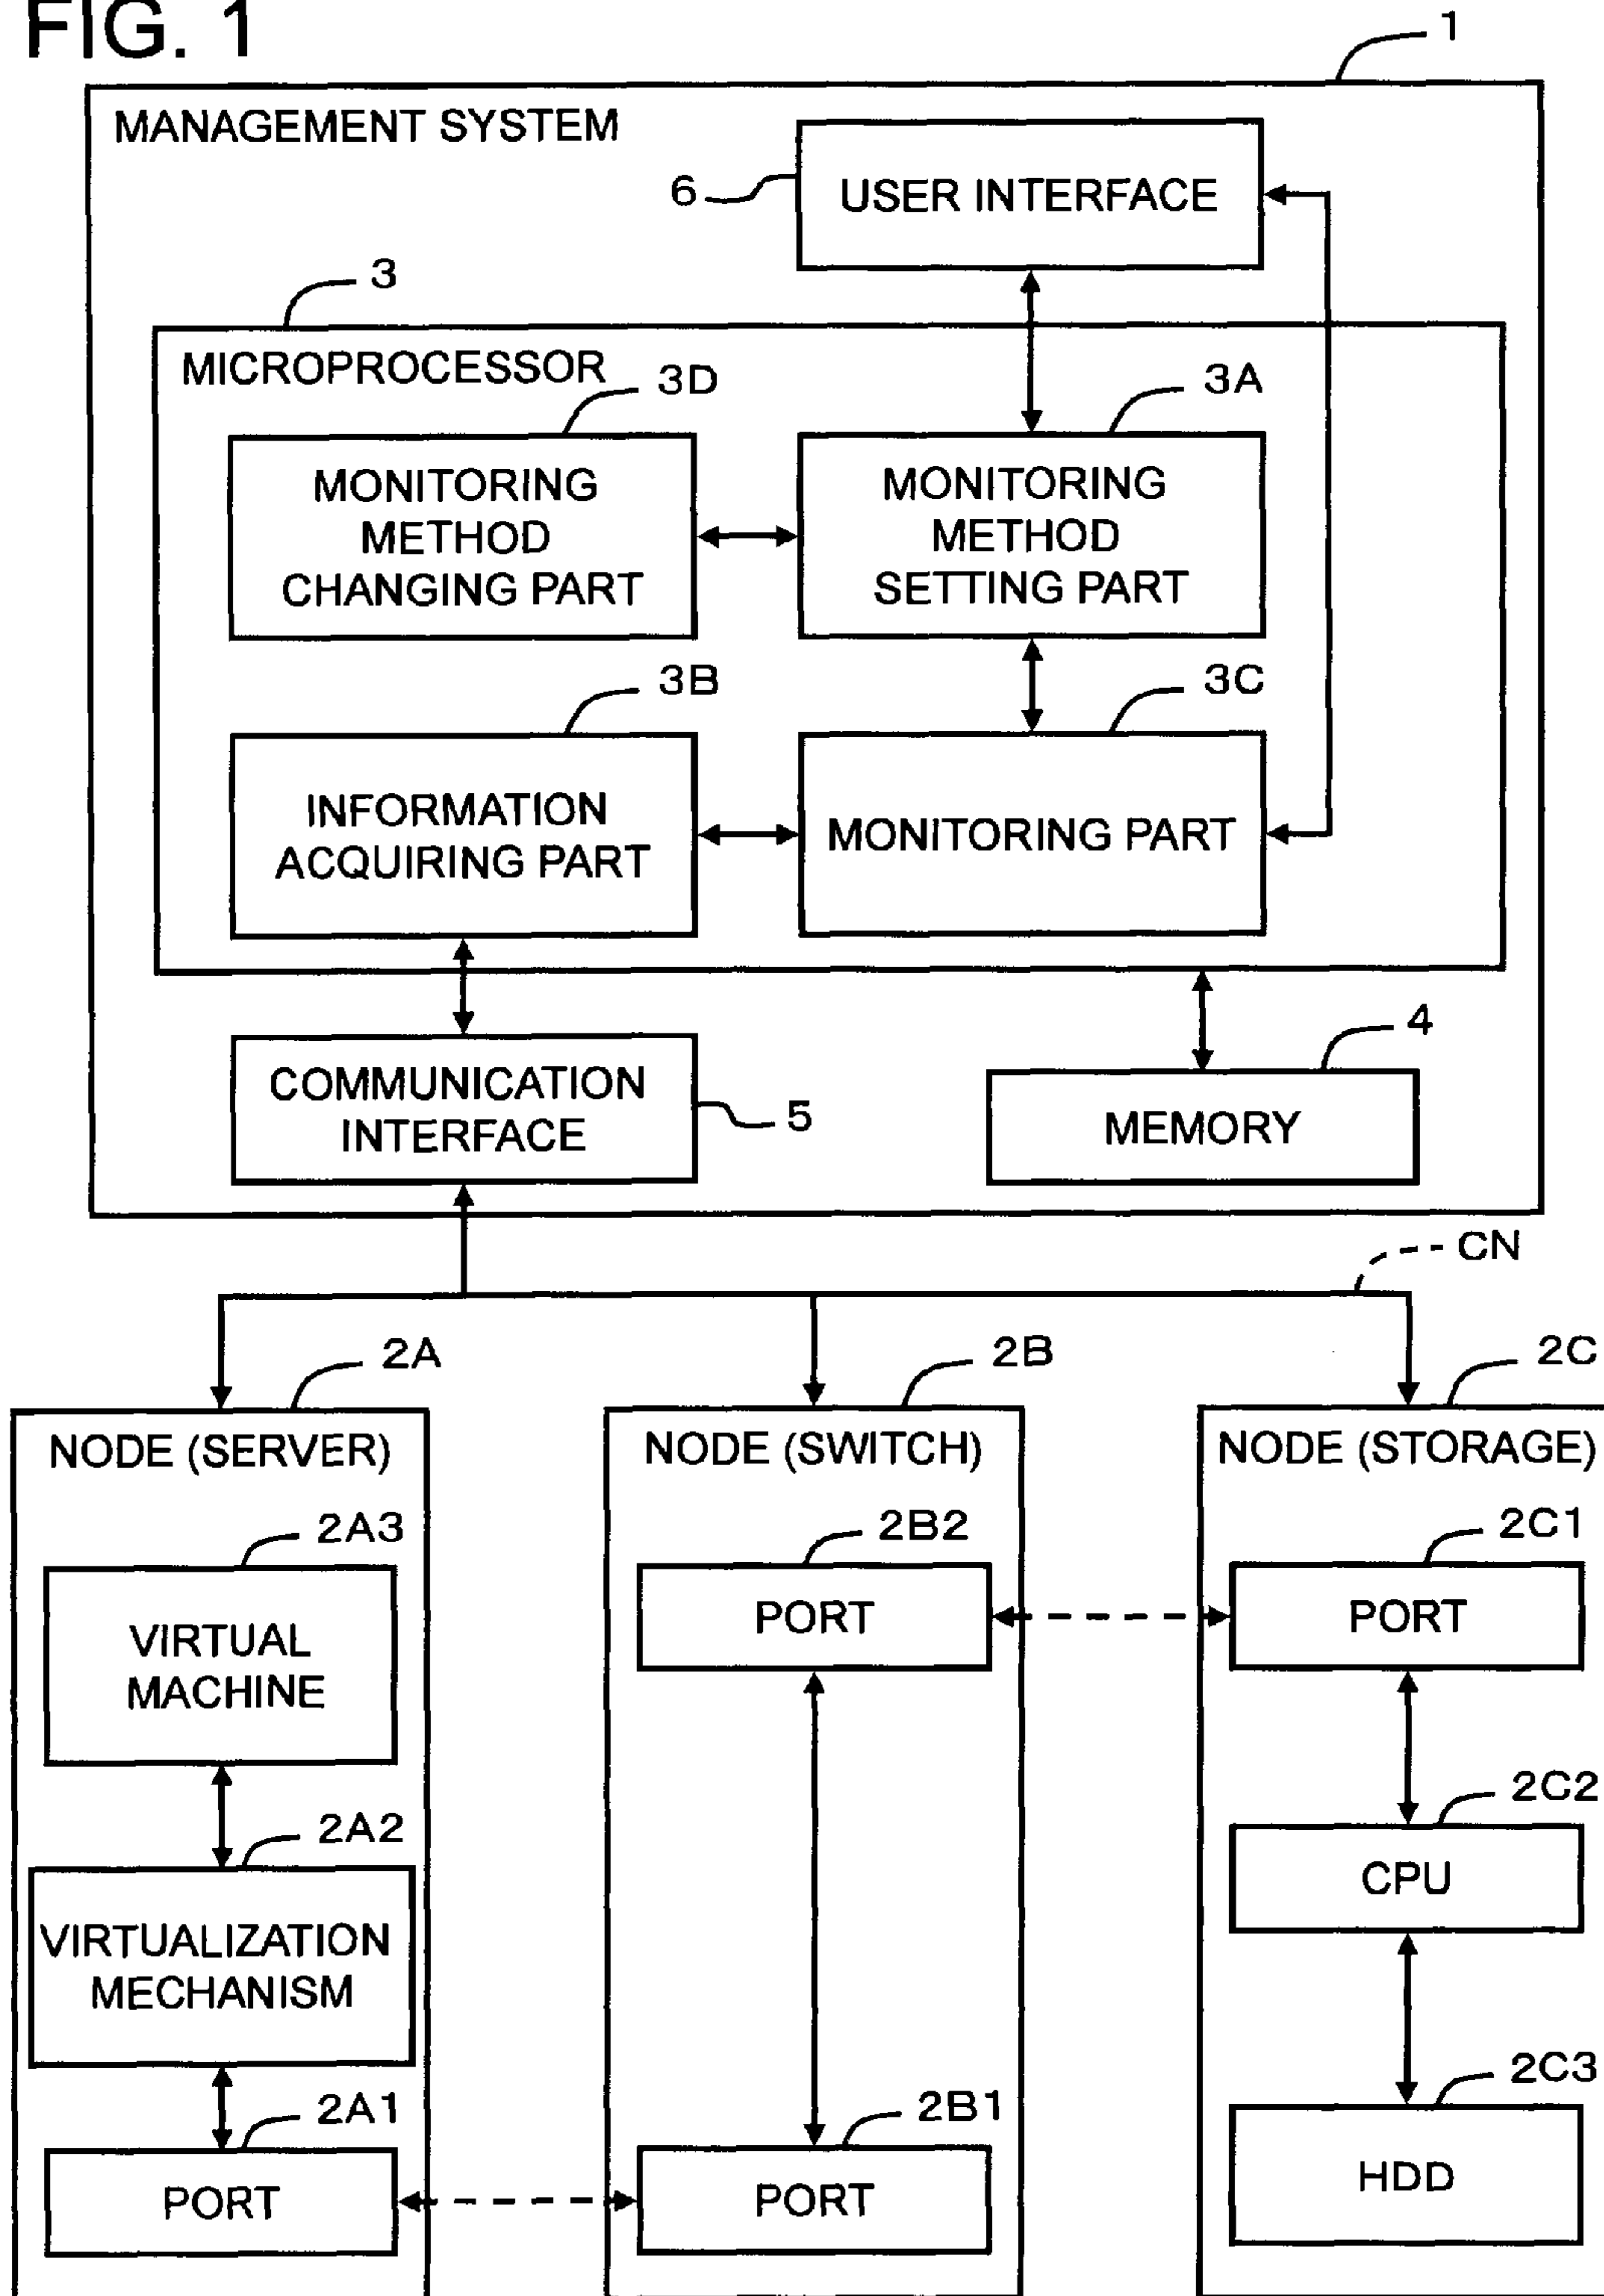 FIG. 1
1
MANAGEMENT SYSTEM
6
USER INTERFACE
3
MICROPROCESSOR
3D
3A
MONITORING
METHOD
CHANGING PART
MONITORING
METHOD
SETTING PART
3B
3C
INFORMATION
ACQUIRING PART
MONITORING PART
4
COMMUNICATION
INTERFACE
5
MEMORY
CN
2A
2B
2C
NODE (SERVER)
NODE (SWITCH)
NODE (STORAGE)
2A3
2B2
2C1
VIRTUAL
MACHINE
PORT
PORT
2C2
2A2
CPU
VIRTUALIZATION
MECHANISM
2C3
2A1
2B1
PORT
PORT
HDD